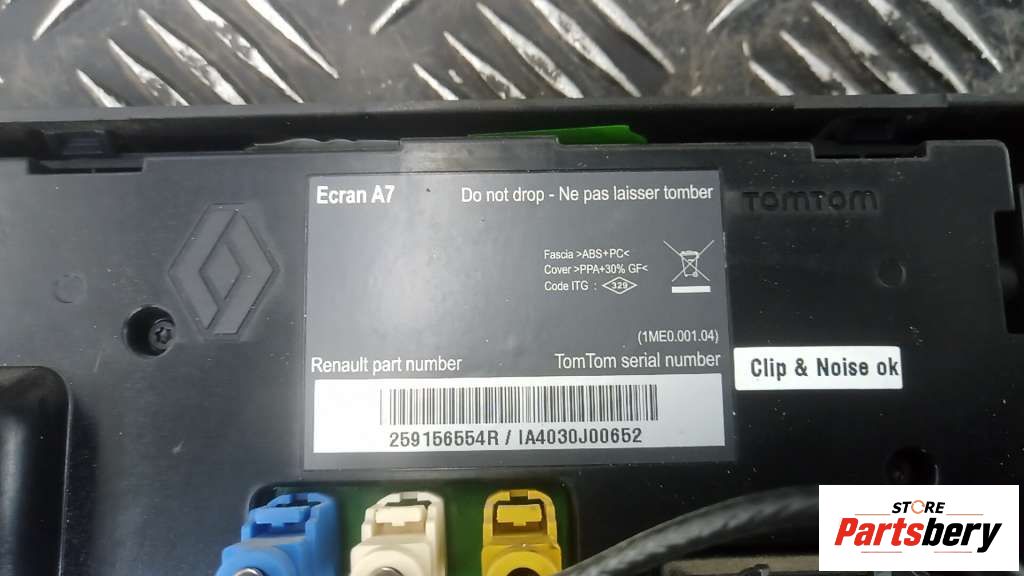 Ecran A7
Do not drop - Ne pas laisser tomber
TOMTOM
Fascia >ABS+PC<
Cover >PPA+30% GF<
Code ITG : 329
(1ME0.001.04)
Renault part number
TomTom serial number
Clip & Noise ok
259156554R / IA4030J00652
STORE
Partsbery